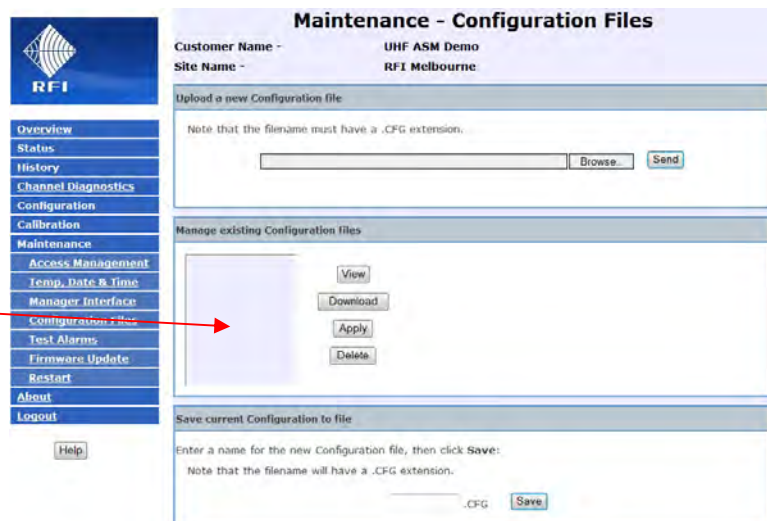 Maintenance - Configuration Files
Customer Name - UHF ASM Demo
Site Name - RFI Melbourne
RFI
Overview
Status
History
Channel Diagnostics
Configuration
Calibration
Maintenance
Access Management
Temp, Date & Time
Manager Interface
Configuration Files
Test Alarms
Firmware Update
Restart
About
Logout
Help
Upload a new Configuration file
Note that the filename must have a .CFG extension.
Browse.. Send
Manage existing Configuration files
View
Download
Apply
Delete
Save current Configuration to file
Enter a name for the new Configuration file, then click Save:
Note that the filename will have a .CFG extension.
.CFG Save